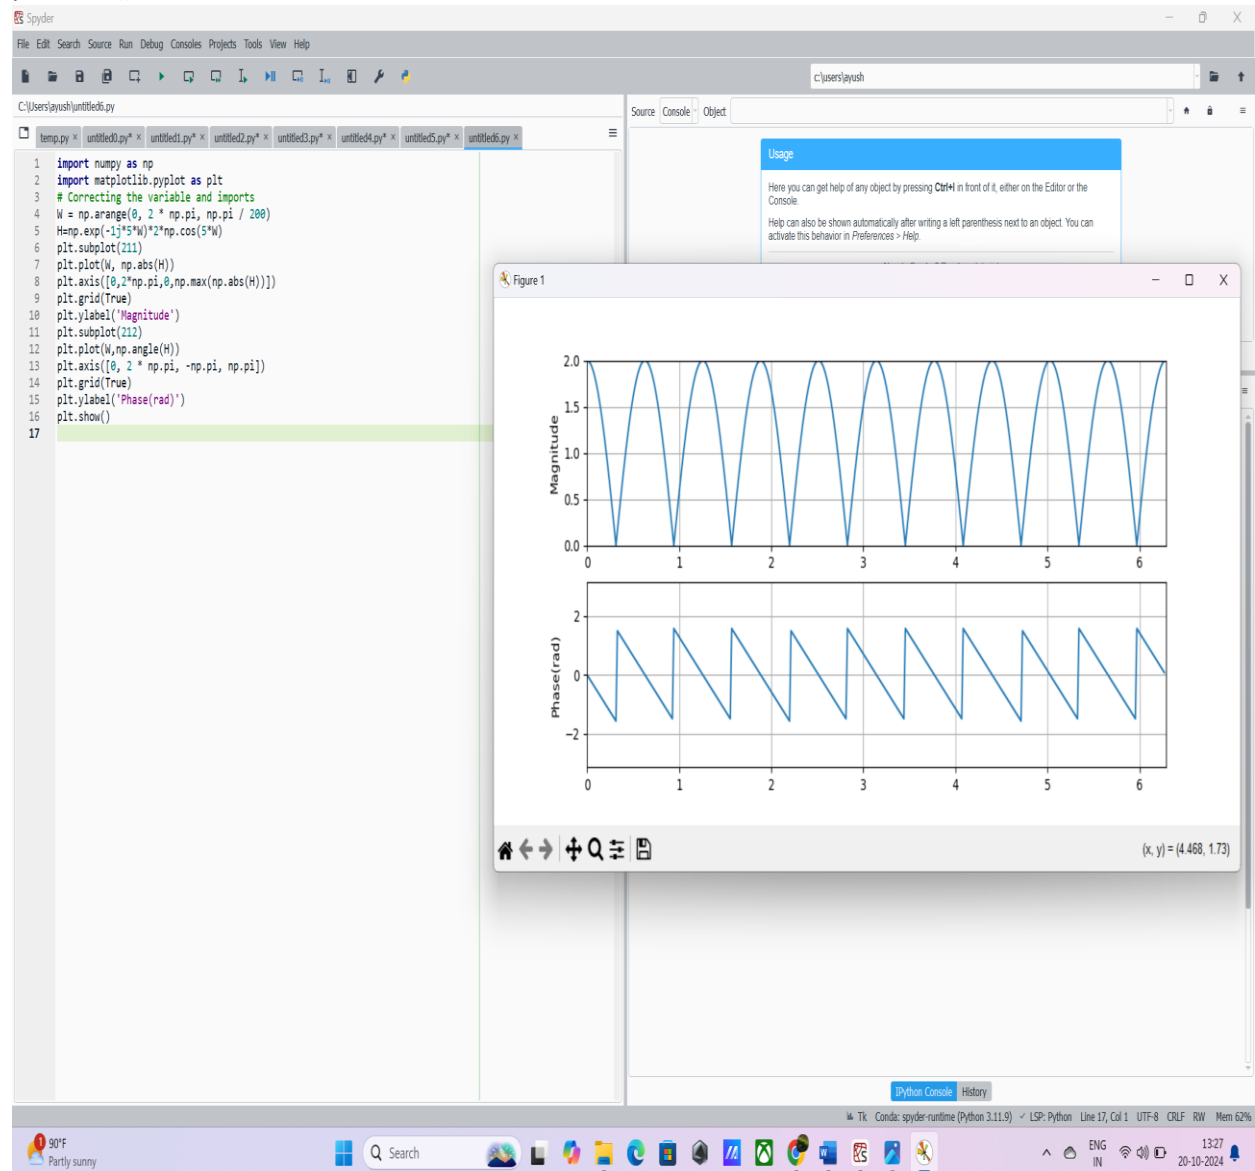 Spyder
File Edit Search Source Run Debug Consoles Projects Tools View Help
c:\users\ayush
C:\Users\ayush\untitled6.py
temp.py × untitled0.py* × untitled1.py* × untitled2.py* × untitled3.py* × untitled4.py* × untitled5.py* × untitled6.py ×
1 import numpy as np
2 import matplotlib.pyplot as plt
3 # Correcting the variable and imports
4 W = np.arange(0, 2 * np.pi, np.pi / 200)
5 H=np.exp(-1j*5*W)*2*np.cos(5*W)
6 plt.subplot(211)
7 plt.plot(W, np.abs(H))
8 plt.axis([0,2*np.pi,0,np.max(np.abs(H))])
9 plt.grid(True)
10 plt.ylabel('Magnitude')
11 plt.subplot(212)
12 plt.plot(W,np.angle(H))
13 plt.axis([0, 2 * np.pi, -np.pi, np.pi])
14 plt.grid(True)
15 plt.ylabel('Phase(rad)')
16 plt.show()
17
Source Console Object
Usage
Here you can get help of any object by pressing Ctrl+I in front of it, either on the Editor or the
Console.
Help can also be shown automatically after writing a left parenthesis next to an object. You can
activate this behavior in Preferences > Help.
Figure 1
Magnitude
2.0
1.5
1.0
0.5
0.0
0 1 2 3 4 5 6
Phase(rad)
2
0
−2
0 1 2 3 4 5 6
(x, y) = (4.468, 1.73)
IPython Console History
Tk Conda: spyder-runtime (Python 3.11.9) ✓ LSP: Python Line 17, Col 1 UTF-8 CRLF RW Mem 62%
1
90°F
Partly sunny
Search
ENG
IN
13:27
20-10-2024